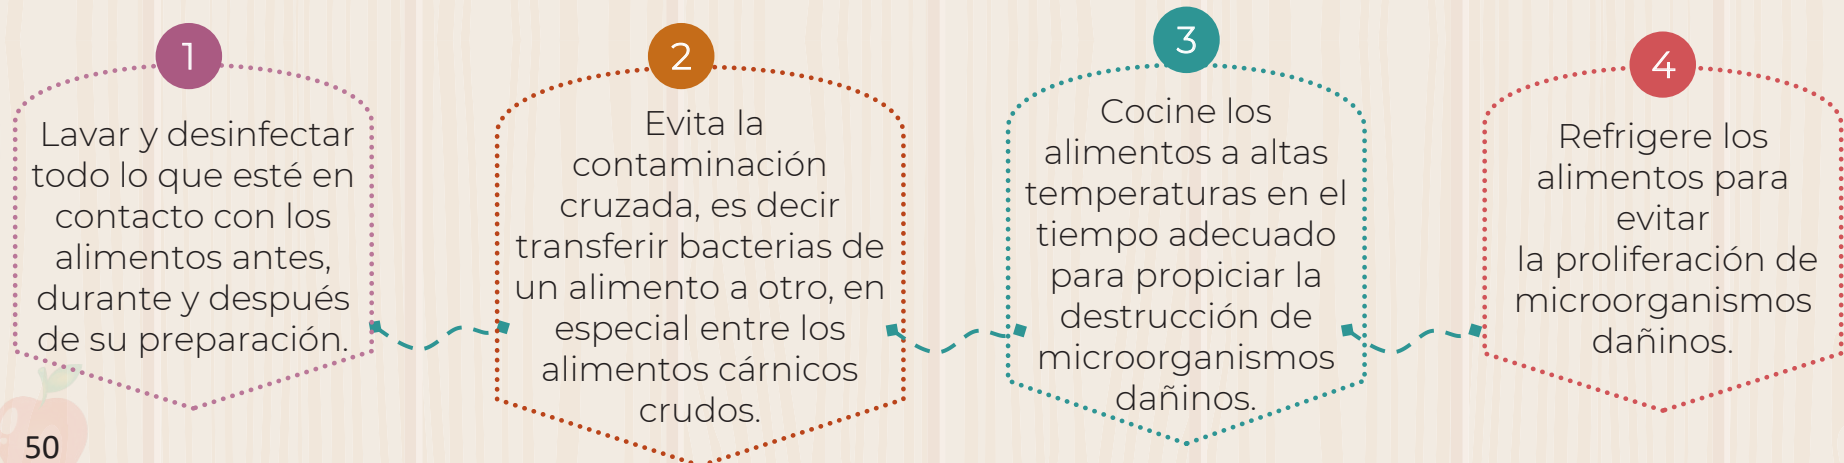 1
Lavar y desinfectar
todo lo que esté en
contacto con los
alimentos antes,
durante y después
de su preparación.
2
Evita la
contaminación
cruzada, es decir
transferir bacterias de
un alimento a otro, en
especial entre los
alimentos cárnicos
crudos.
3
Cocine los
alimentos a altas
temperaturas en el
tiempo adecuado
para propiciar la
destrucción de
microorganismos
dañinos.
4
Refrigere los
alimentos para
evitar
la proliferación de
microorganismos
dañinos.
50